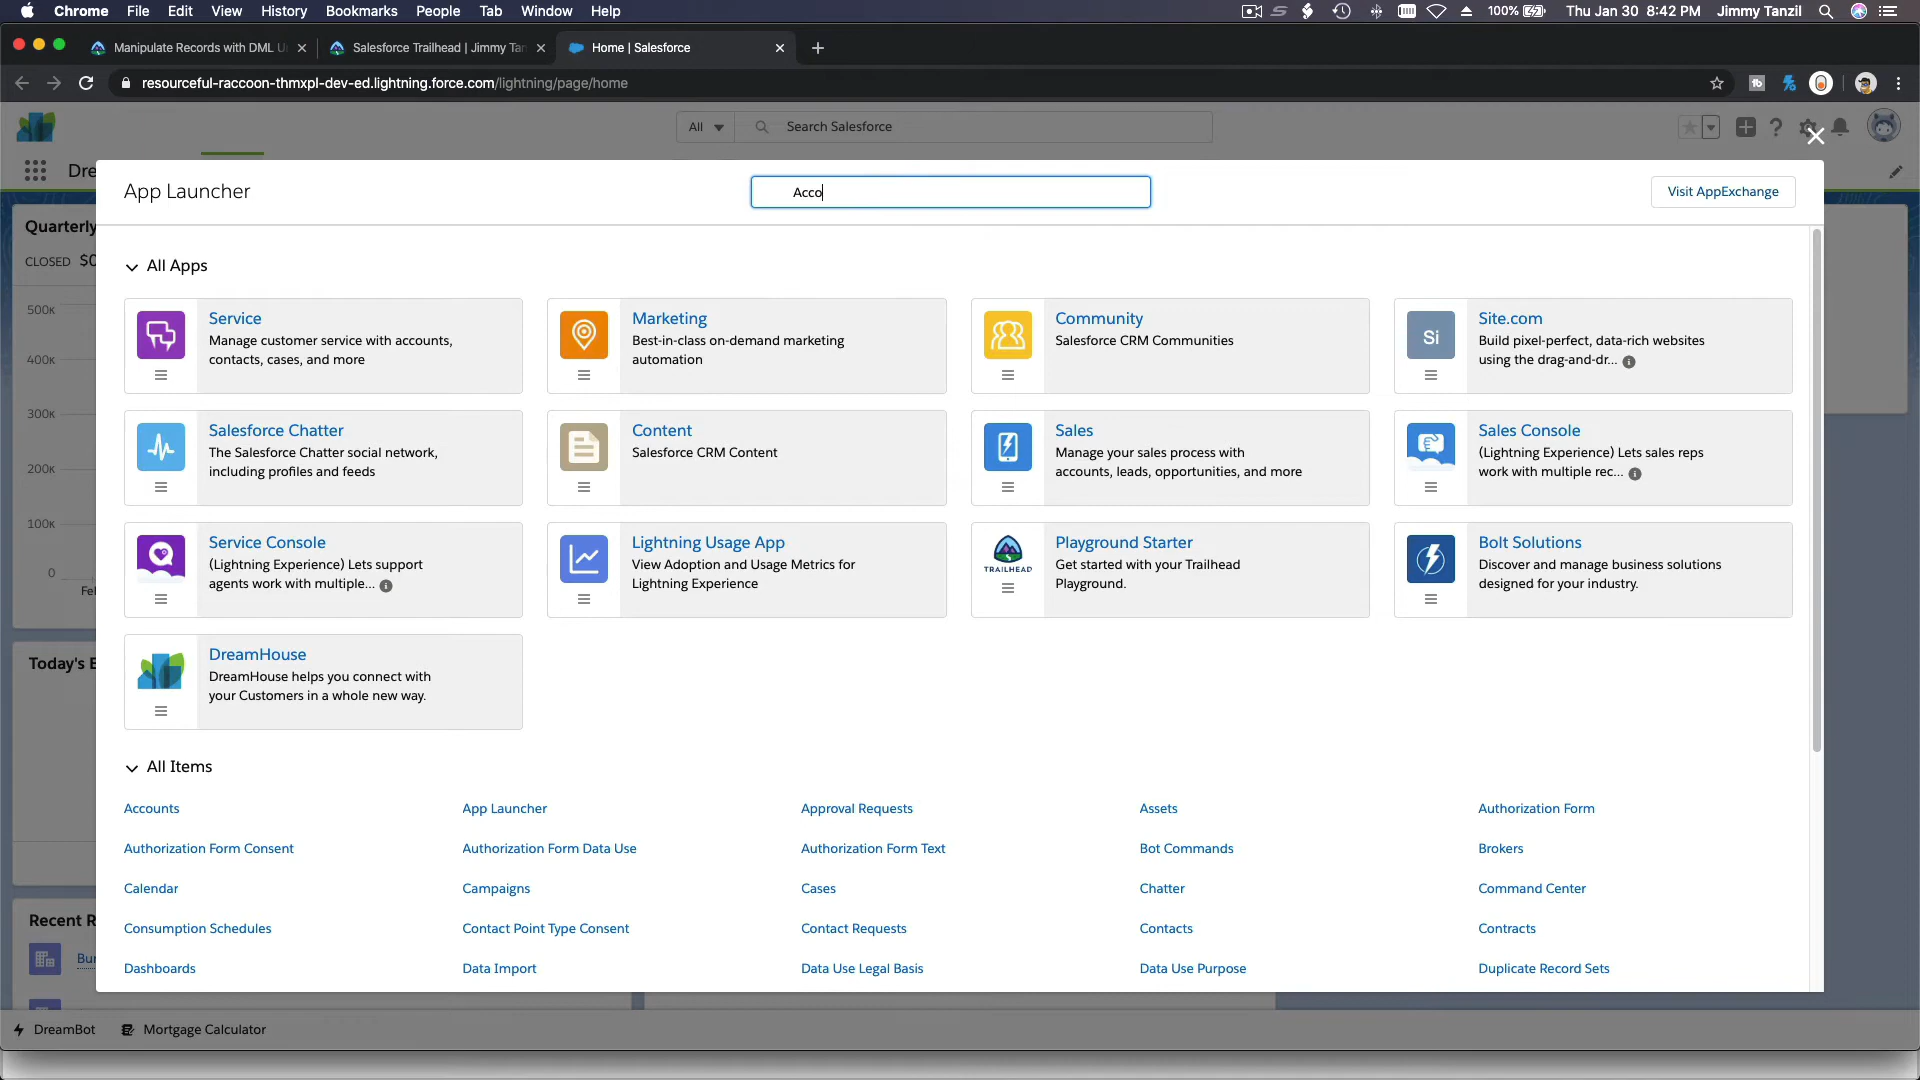 Chrome File Edit View History Bookmarks People Tab Window Help 100% Thu Jan 30 8:42 PM Jimmy Tanzil
Manipulate Records with DML U Salesforce Trailhead | Jimmy Tan Home | Salesforce
resourceful-raccoon-thmxpl-dev-ed.lightning.force.com/lightning/page/home
All Search Salesforce
Dre
App Launcher Acco Visit AppExchange
Quarterly
CLOSED $0
All Apps
500K
400K
300K
200K
100K
0
Fel
Service
Manage customer service with accounts,
contacts, cases, and more
Marketing
Best-in-class on-demand marketing
automation
Community
Salesforce CRM Communities
Si
Site.com
Build pixel-perfect, data-rich websites
using the drag-and-dr...
Salesforce Chatter
The Salesforce Chatter social network,
including profiles and feeds
Content
Salesforce CRM Content
Sales
Manage your sales process with
accounts, leads, opportunities, and more
Sales Console
(Lightning Experience) Lets sales reps
work with multiple rec...
Service Console
(Lightning Experience) Lets support
agents work with multiple...
Lightning Usage App
View Adoption and Usage Metrics for
Lightning Experience
TRAILHEAD
Playground Starter
Get started with your Trailhead
Playground.
Bolt Solutions
Discover and manage business solutions
designed for your industry.
Today's E
DreamHouse
DreamHouse helps you connect with
your Customers in a whole new way.
All Items
Accounts App Launcher Approval Requests Assets Authorization Form
Authorization Form Consent Authorization Form Data Use Authorization Form Text Bot Commands Brokers
Calendar Campaigns Cases Chatter Command Center
Recent R
Consumption Schedules Contact Point Type Consent Contact Requests Contacts Contracts
Bur
Dashboards Data Import Data Use Legal Basis Data Use Purpose Duplicate Record Sets
DreamBot Mortgage Calculator